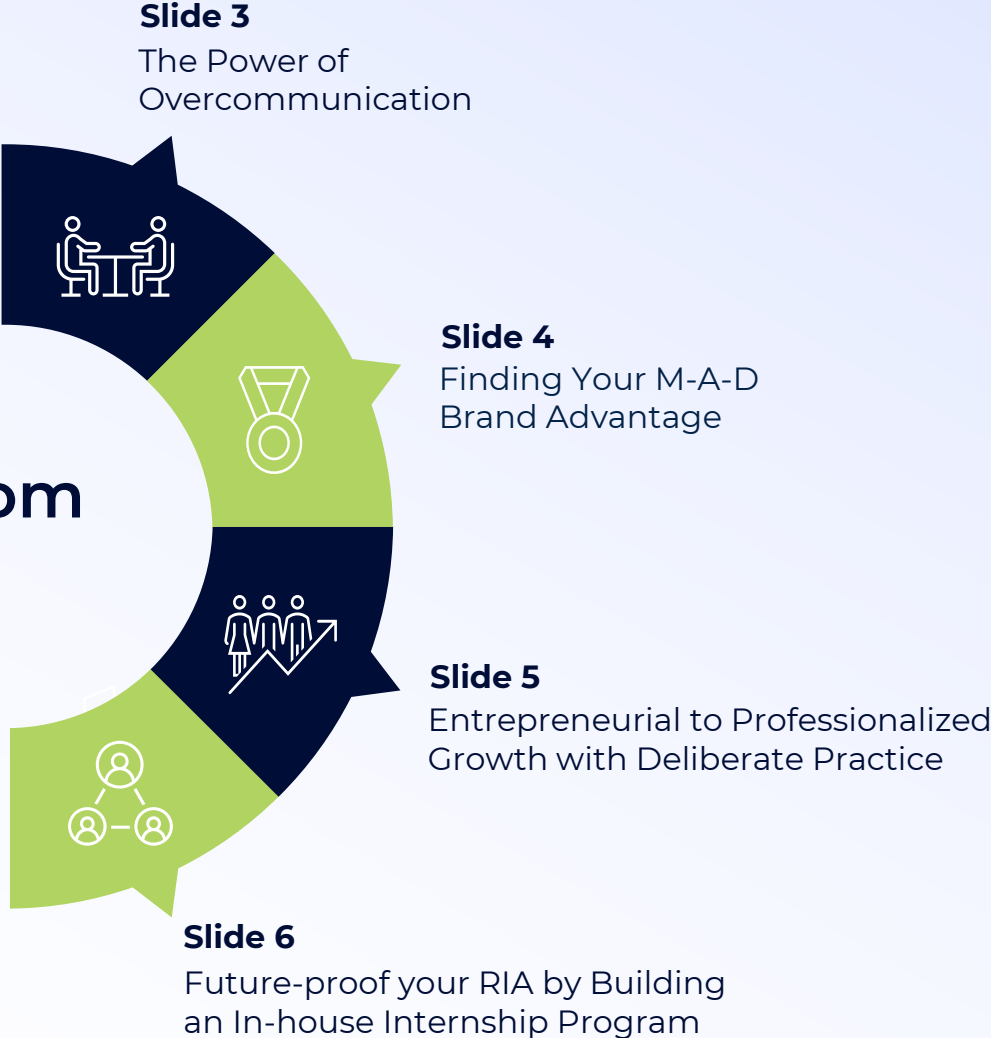 Slide 3
The Power of
Overcommunication
Slide 4
Finding Your M-A-D
Brand Advantage
om
Slide 5
Entrepreneurial to Professionalized
Growth with Deliberate Practice
Slide 6
Future-proof your RIA by Building
an In-house Internship Program